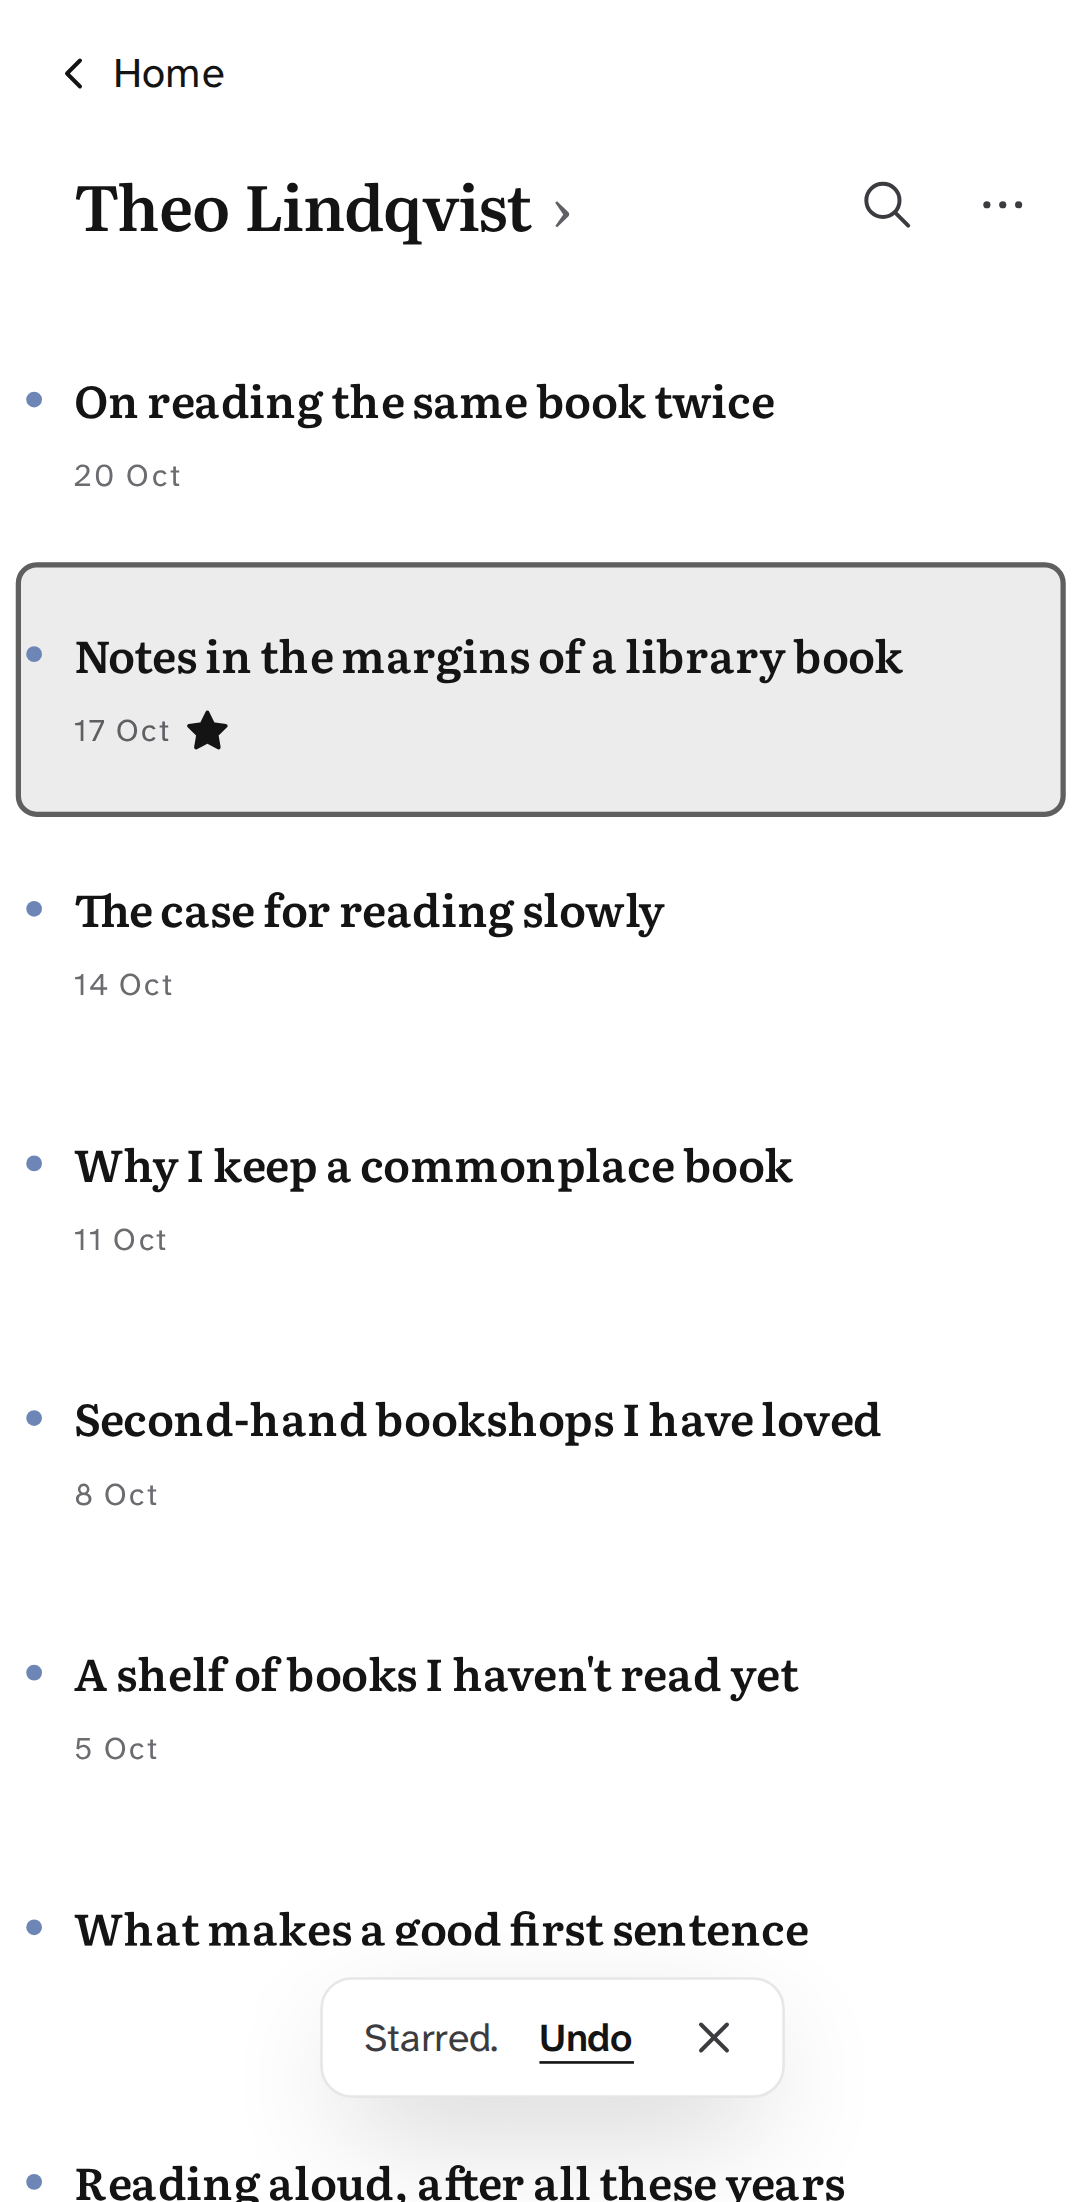 Home
Theo Lindqvist
On reading the same book twice
20 Oct
Notes in the margins of a library book
17 Oct
The case for reading slowly
14 Oct
Why I keep a commonplace book
11 Oct
Second-hand bookshops I have loved
8 Oct
A shelf of books I haven't read yet
5 Oct
What makes a good first sentence
Starred. Undo
Reading aloud, after all these years